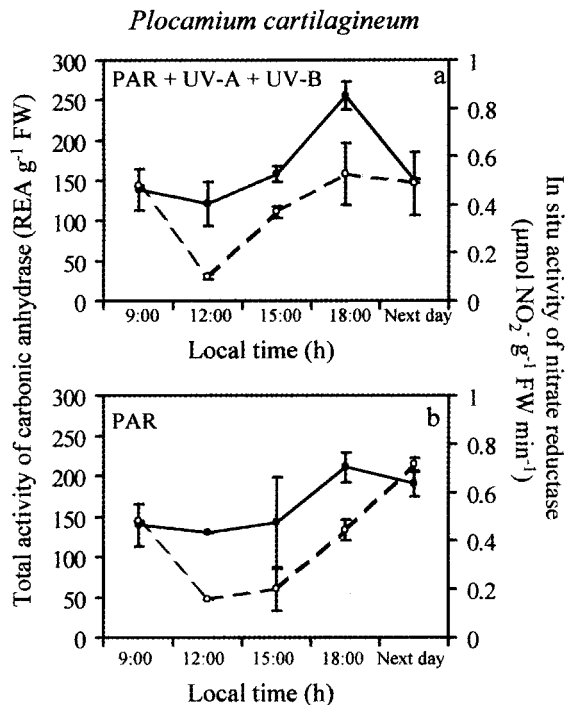 Plocamium cartilagineum
Total activity of carbonic anhydrase (REA g⁻¹ FW)
300
250
200
150
100
50
0
PAR + UV-A + UV-B
a
1
0.8
0.6
0.4
0.2
0
9:00 12:00 15:00 18:00 Next day
Local time (h)
300
250
200
150
100
50
0
PAR
b
1
0.8
0.6
0.4
0.2
0
9:00 12:00 15:00 18:00 Next day
Local time (h)
In situ activity of nitrate reductase
(μmol NO₂⁻ g⁻¹ FW min⁻¹)